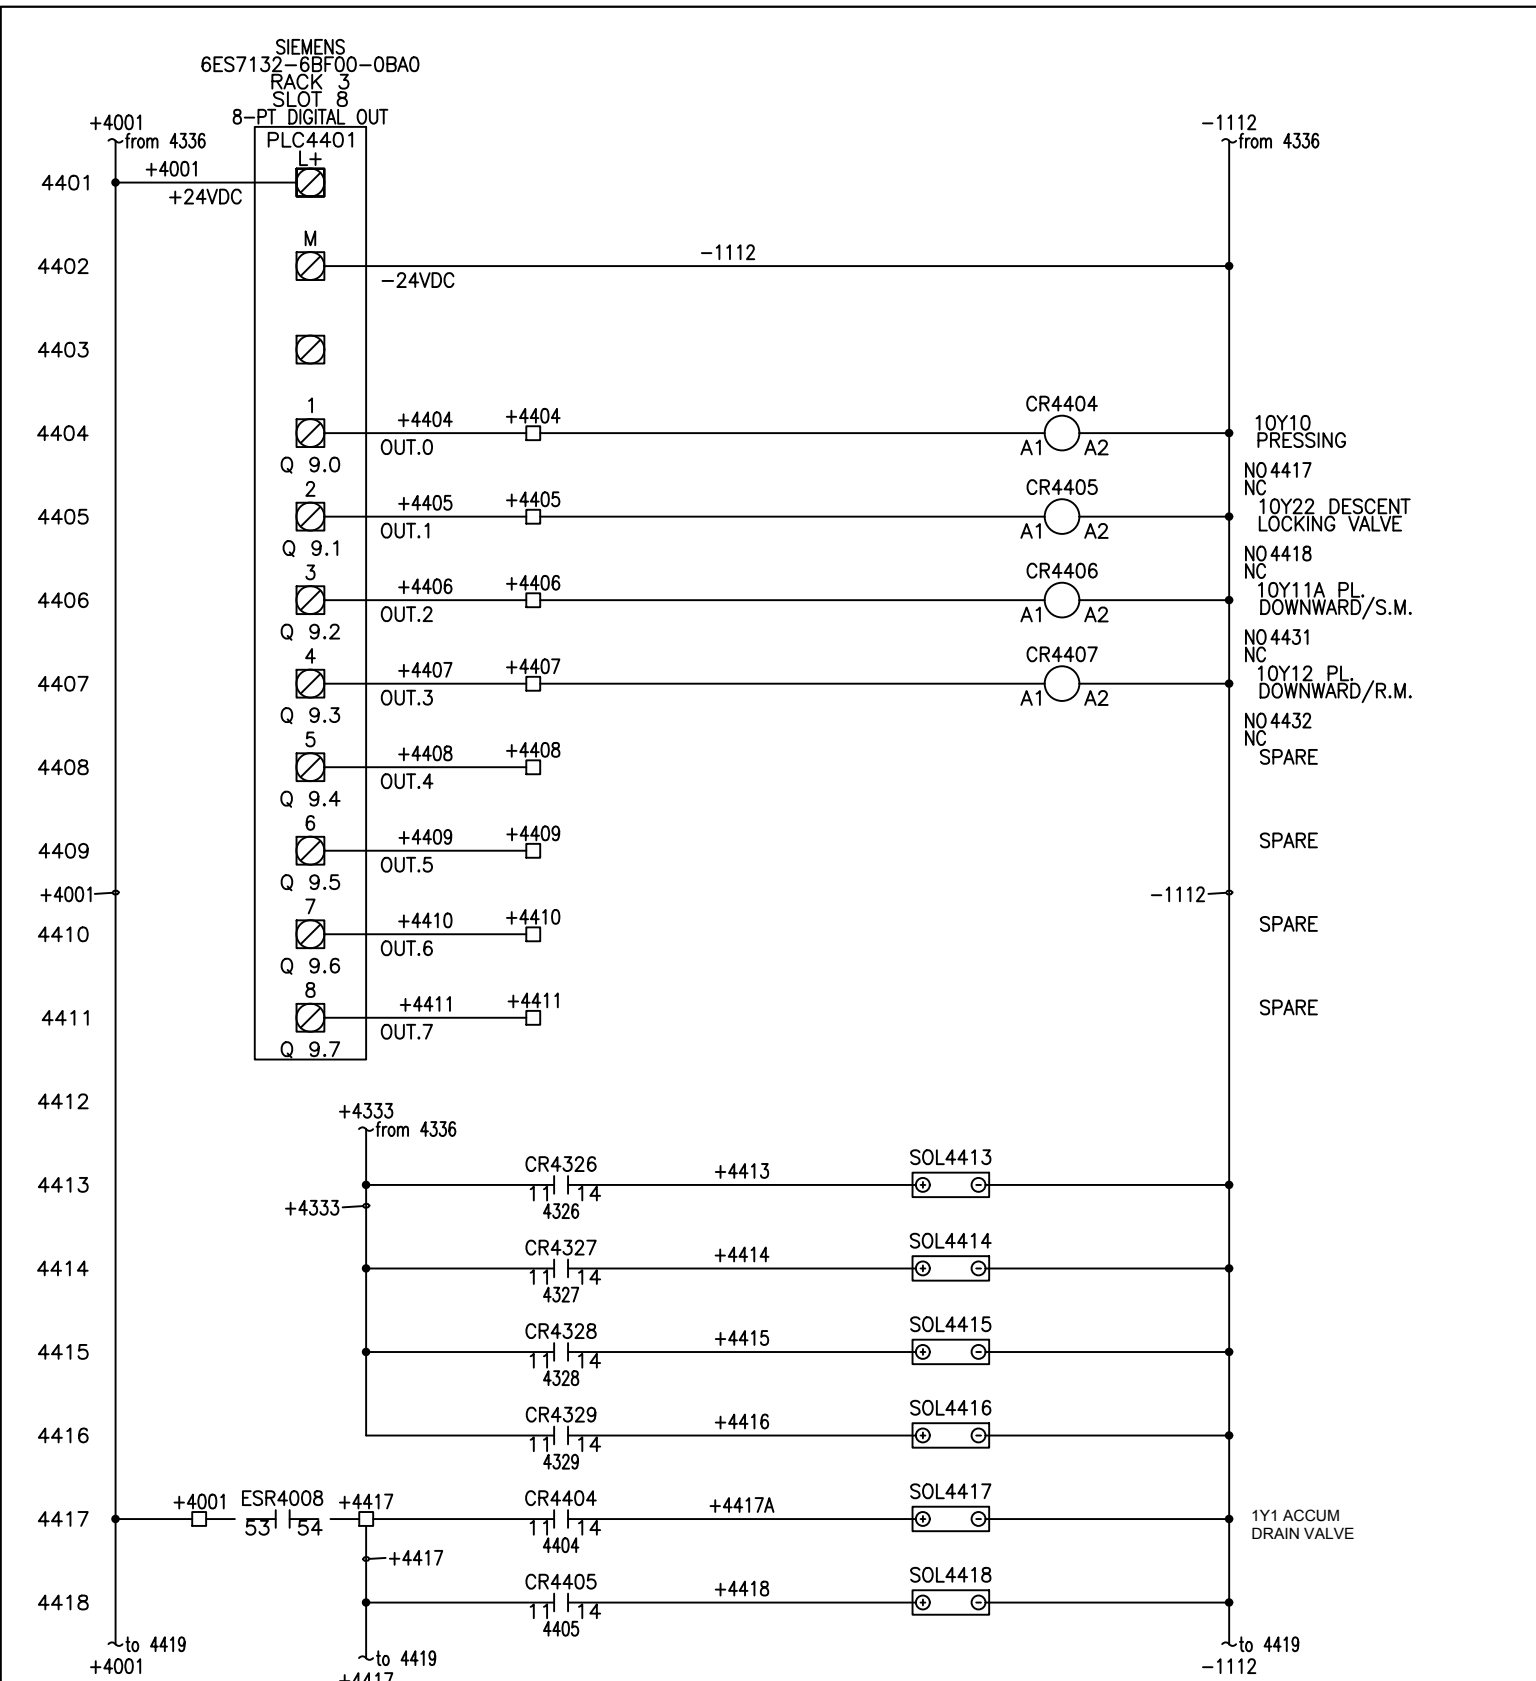 SIEMENS
6ES7132-6BF00-0BA0
RACK 3
SLOT 8
8-PT DIGITAL OUT
+4001
from 4336
-1112
from 4336
PLC4401
L+
4401
+4001
+24VDC
M
4402
-1112
-24VDC
4403
1
4404
+4404
+4404
OUT.0
CR4404
A1 A2
10Y10
PRESSING
Q 9.0
NO 4417
NC
2
4405
+4405
+4405
OUT.1
CR4405
A1 A2
10Y22 DESCENT
LOCKING VALVE
Q 9.1
NO 4418
NC
3
4406
+4406
+4406
OUT.2
CR4406
A1 A2
10Y11A PL.
DOWNWARD/S.M.
Q 9.2
NO 4431
NC
4
4407
+4407
+4407
OUT.3
CR4407
A1 A2
10Y12 PL.
DOWNWARD/R.M.
Q 9.3
NO 4432
NC
5
4408
+4408
+4408
OUT.4
SPARE
Q 9.4
6
4409
+4409
+4409
OUT.5
SPARE
Q 9.5
+4001
-1112
7
4410
+4410
+4410
OUT.6
SPARE
Q 9.6
8
4411
+4411
+4411
OUT.7
SPARE
Q 9.7
4412
+4333
from 4336
4413
CR4326
11 14
4326
+4413
SOL4413
+ -
+4333
4414
CR4327
11 14
4327
+4414
SOL4414
+ -
4415
CR4328
11 14
4328
+4415
SOL4415
+ -
4416
CR4329
11 14
4329
+4416
SOL4416
+ -
4417
+4001
ESR4008
53 54
+4417
CR4404
11 14
4404
+4417A
SOL4417
+ -
1Y1 ACCUM
DRAIN VALVE
+4417
4418
CR4405
11 14
4405
+4418
SOL4418
+ -
to 4419
+4001
to 4419
+4417
to 4419
-1112